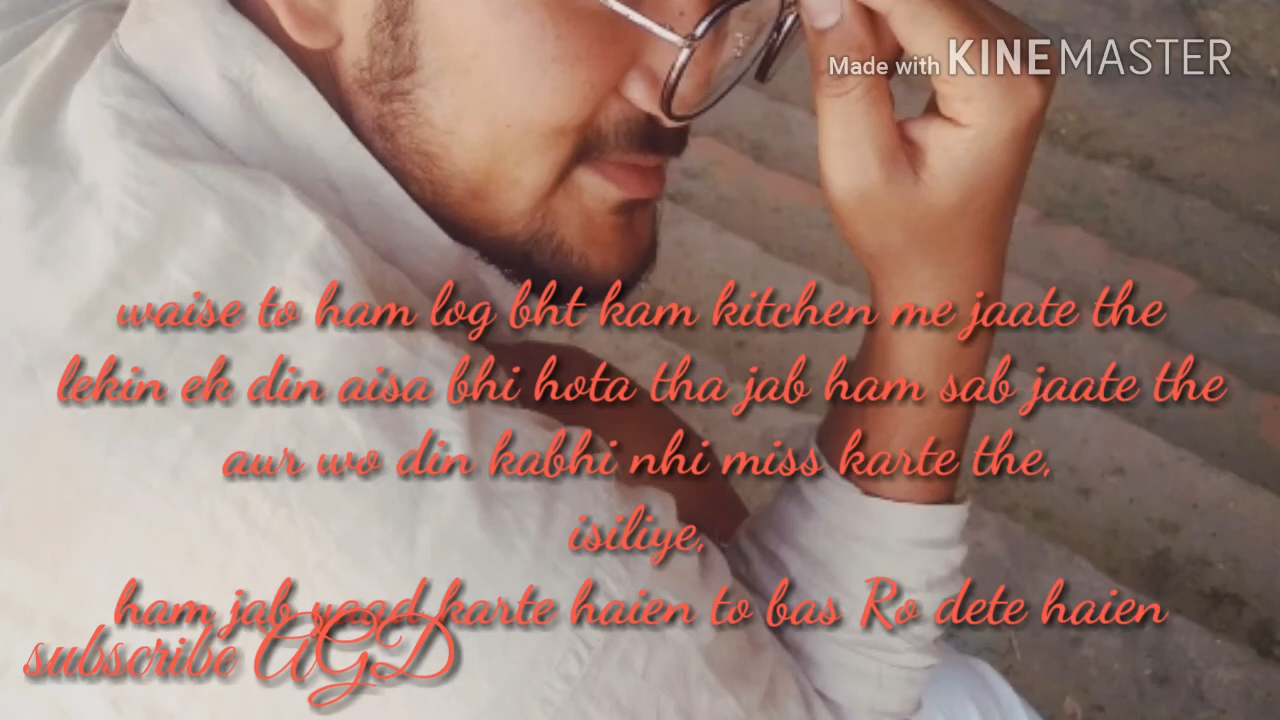 Made with KINEMASTER
waise to ham log bht kam kitchen me jaate the
lekin ek din aisa bhi hota tha jab ham sab jaate the
aur wo din kabhi nhi miss karte the,
isiliye,
ham jab yaad karte haien to bas Ro dete haien
subscribe AGD